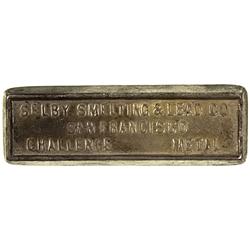 SELBY SMELTING & LEAD CO
SAN FRANCISCO
CHALLENGE METAL